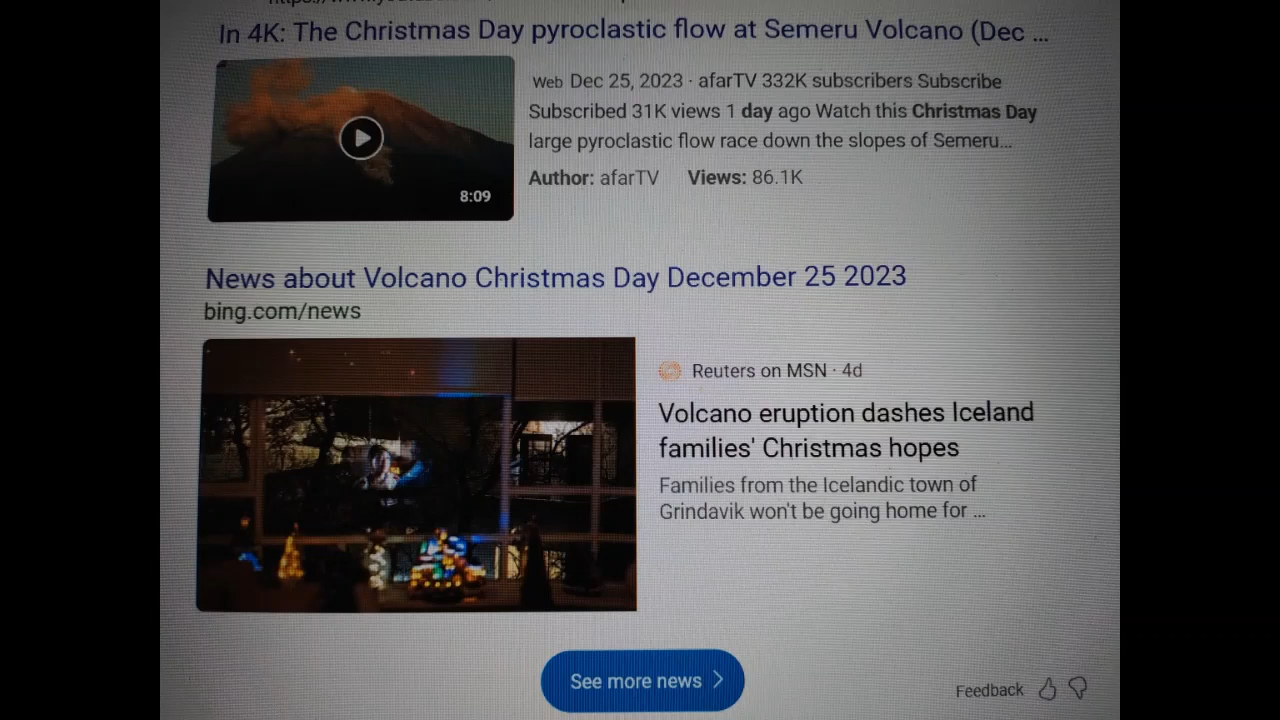 In 4K: The Christmas Day pyroclastic flow at Semeru Volcano (Dec ...
Web Dec 25, 2023 · afarTV 332K subscribers Subscribe
Subscribed 31K views 1 day ago Watch this Christmas Day
large pyroclastic flow race down the slopes of Semeru...
8:09
Author: afarTV Views: 86.1K
News about Volcano Christmas Day December 25 2023
bing.com/news
Reuters on MSN · 4d
Volcano eruption dashes Iceland
families' Christmas hopes
Families from the Icelandic town of
Grindavik won't be going home for ...
See more news
Feedback